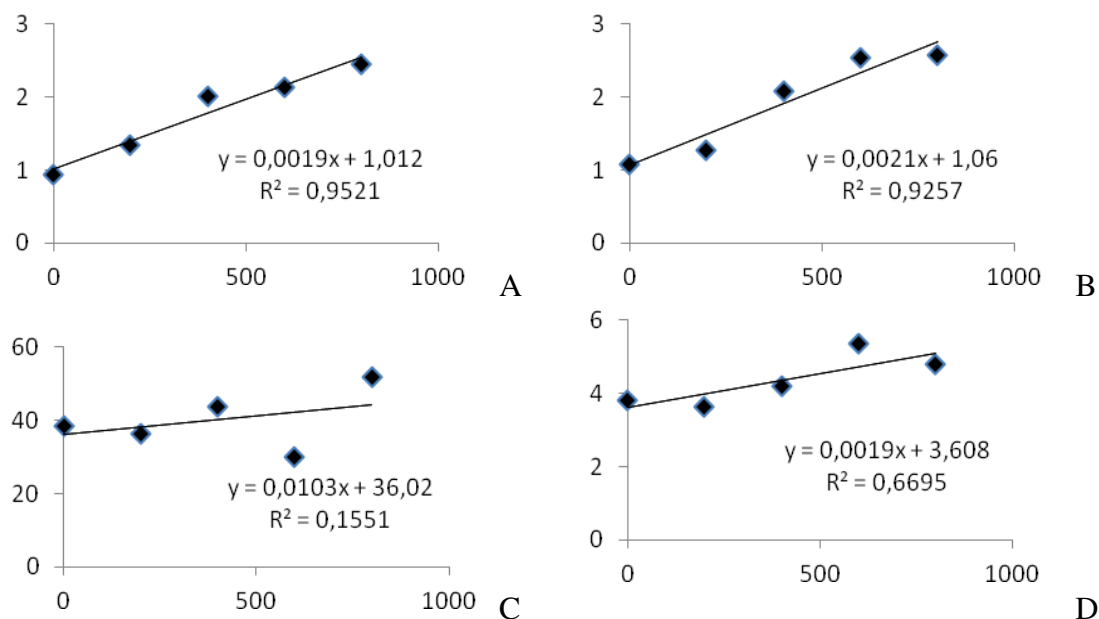 3
2
1
0
0 500 1000
y = 0,0019x + 1,012
R² = 0,9521
A
3
2
1
0
0 500 1000
y = 0,0021x + 1,06
R² = 0,9257
B
60
40
20
0
0 500 1000
y = 0,0103x + 36,02
R² = 0,1551
C
6
4
2
0
0 500 1000
y = 0,0019x + 3,608
R² = 0,6695
D